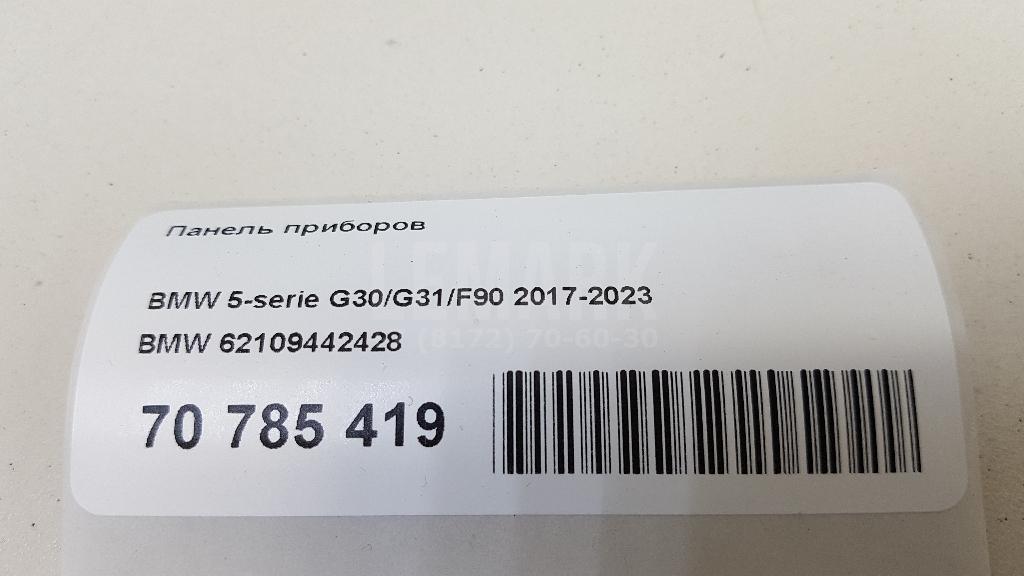 Панель приборов
LEMARK
BMW 5-serie G30/G31/F90 2017-2023
BMW 62109442428
(8172) 70-60-30
70 785 419